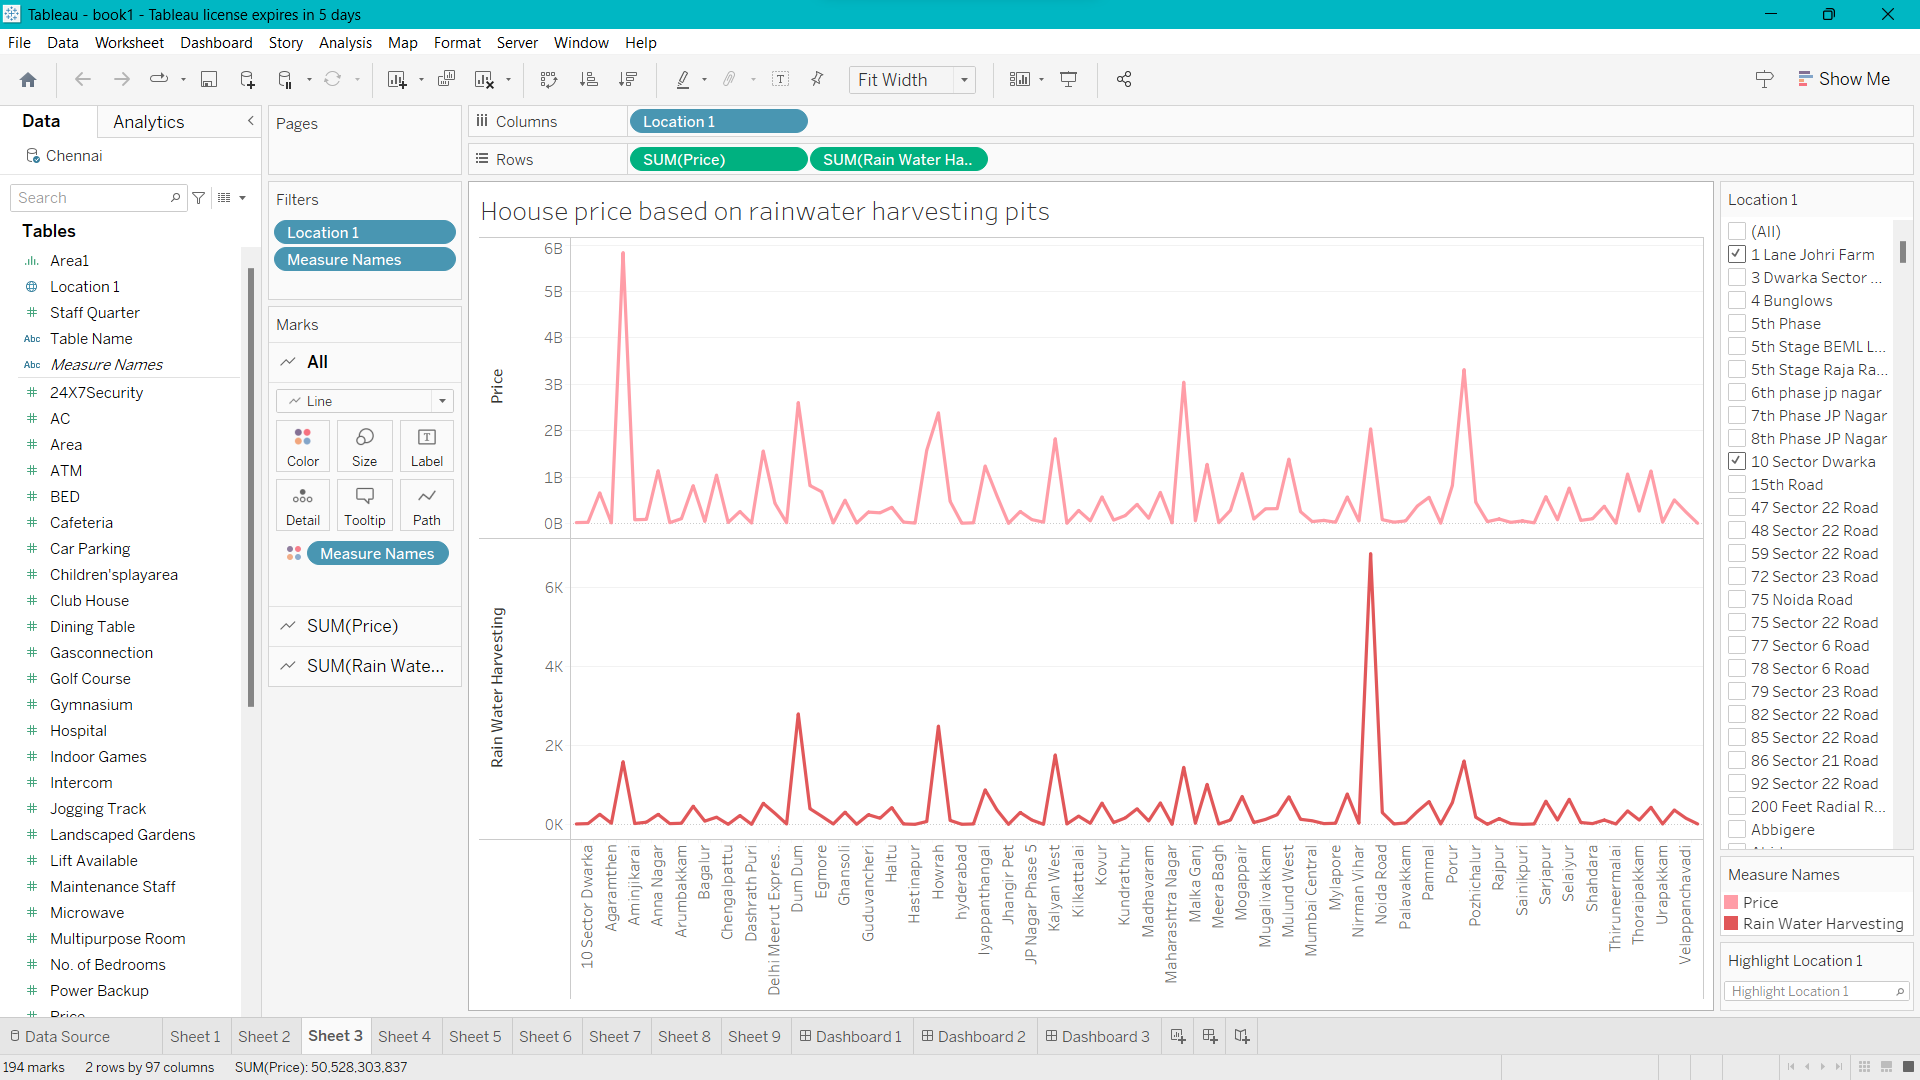 Tableau - book1 - Tableau license expires in 5 days
File Data Worksheet Dashboard Story Analysis Map Format Server Window Help
Fit Width
Show Me
Data Analytics
Chennai
Search
Tables
Area1
Location 1
Staff Quarter
Abc Table Name
Abc Measure Names
24X7Security
AC
Area
ATM
BED
Cafeteria
Car Parking
Children'splayarea
Club House
Dining Table
Gasconnection
Golf Course
Gymnasium
Hospital
Indoor Games
Intercom
Jogging Track
Landscaped Gardens
Lift Available
Maintenance Staff
Microwave
Multipurpose Room
No. of Bedrooms
Power Backup
Price
Pages
Filters
Location 1
Measure Names
Marks
All
Line
Color Size Label
Detail Tooltip Path
Measure Names
SUM(Price)
SUM(Rain Wate...
Columns Location 1
Rows SUM(Price) SUM(Rain Water Ha..
Hoouse price based on rainwater harvesting pits
Price
6B
5B
4B
3B
2B
1B
0B
Rain Water Harvesting
6K
4K
2K
0K
10 Sector Dwarka
Agaramthen
Aminjikarai
Anna Nagar
Arumbakkam
Bagalur
Chengalpattu
Dashrath Puri
Delhi Meerut Expres..
Dum Dum
Egmore
Ghansoli
Guduvancheri
Haltu
Hastinapur
Howrah
hyderabad
Iyappanthangal
Jhangir Pet
JP Nagar Phase 5
Kalyan West
Kilkattalai
Kovur
Kundrathur
Madhavaram
Maharashtra Nagar
Malka Ganj
Meera Bagh
Mogappair
Mugalivakkam
Mulund West
Mumbai Central
Mylapore
Nirman Vihar
Noida Road
Palavakkam
Pammal
Porur
Pozhichalur
Rajpur
Sainikpuri
Sarjapur
Selaiyur
Shahdara
Thiruneermalai
Thoraipakkam
Urapakkam
Velappanchavadi
Location 1
(All)
1 Lane Johri Farm
3 Dwarka Sector ...
4 Bunglows
5th Phase
5th Stage BEML L...
5th Stage Raja Ra...
6th phase jp nagar
7th Phase JP Nagar
8th Phase JP Nagar
10 Sector Dwarka
15th Road
47 Sector 22 Road
48 Sector 22 Road
59 Sector 22 Road
72 Sector 23 Road
75 Noida Road
75 Sector 22 Road
77 Sector 6 Road
78 Sector 6 Road
79 Sector 23 Road
82 Sector 22 Road
85 Sector 22 Road
86 Sector 21 Road
92 Sector 22 Road
200 Feet Radial R...
Abbigere
Measure Names
Price
Rain Water Harvesting
Highlight Location 1
Highlight Location 1
Data Source Sheet 1 Sheet 2 Sheet 3 Sheet 4 Sheet 5 Sheet 6 Sheet 7 Sheet 8 Sheet 9 Dashboard 1 Dashboard 2 Dashboard 3
194 marks 2 rows by 97 columns SUM(Price): 50,528,303,837